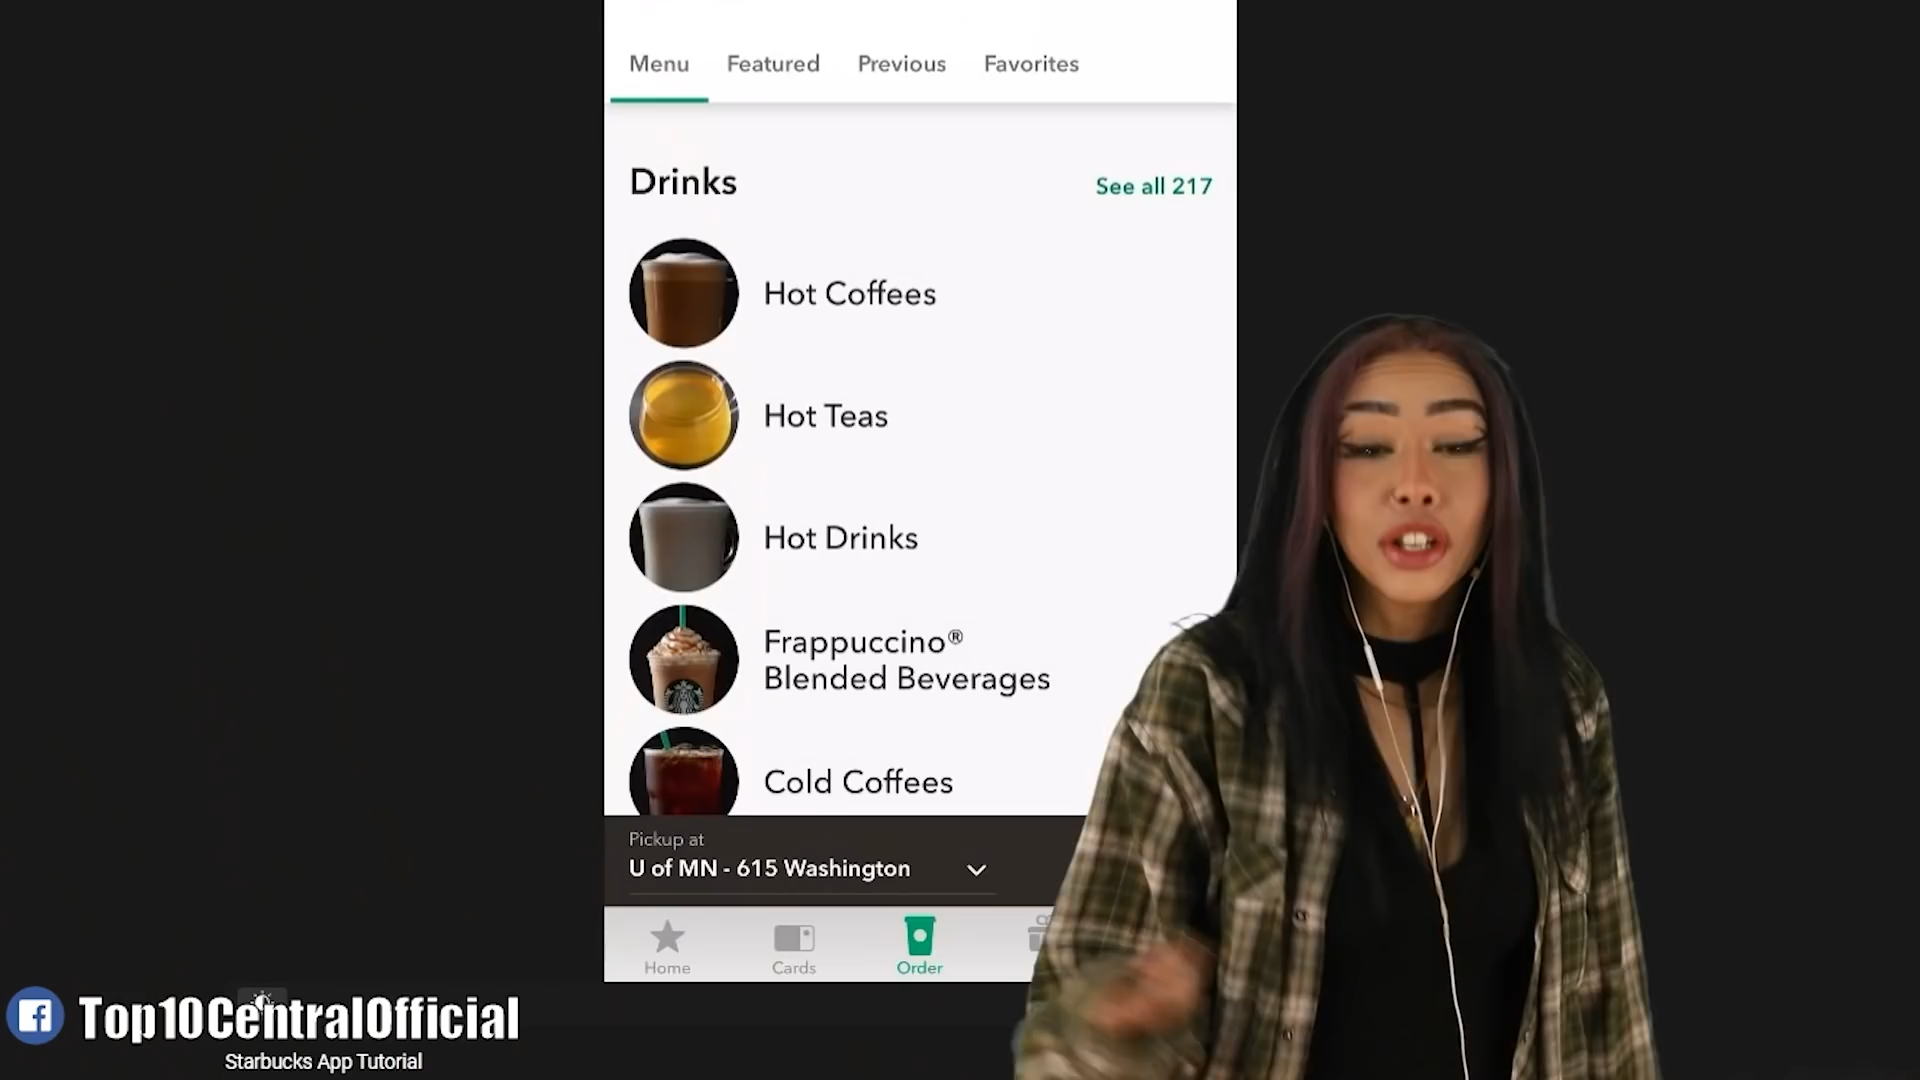 Menu Featured Previous Favorites
Drinks
See all 217
Hot Coffees
Hot Teas
Hot Drinks
Frappuccino®
Blended Beverages
Cold Coffees
Pickup at
U of MN - 615 Washington
Home Cards Order
Top10CentralOfficial
Starbucks App Tutorial